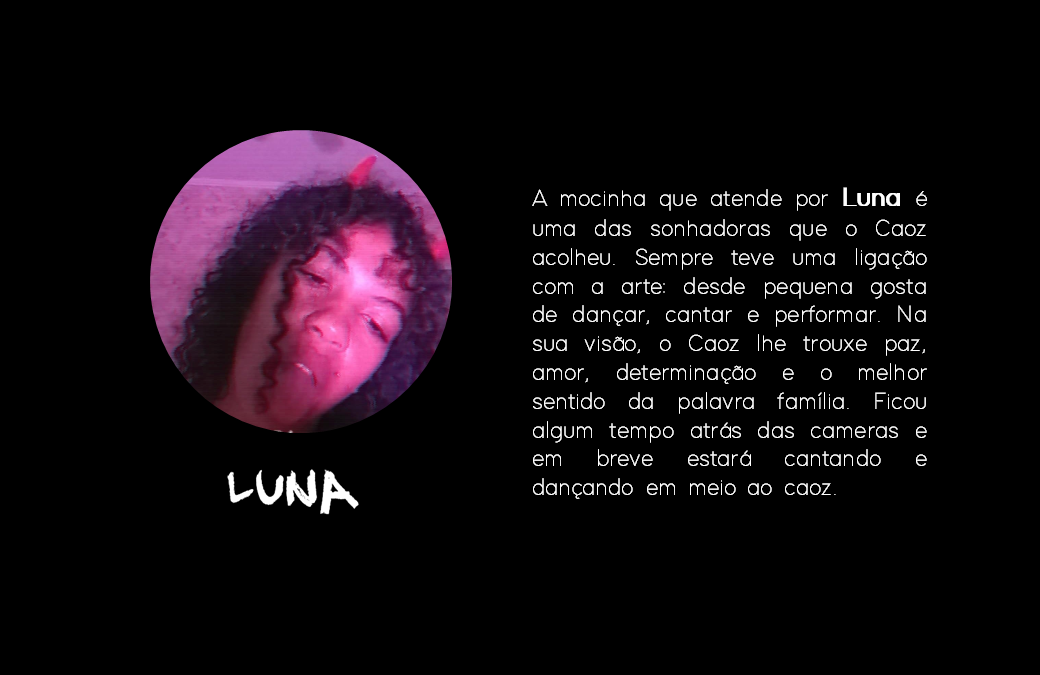 LUNA
A mocinha que atende por Luna é
uma das sonhadoras que o Caoz
acolheu. Sempre teve uma ligação
com a arte: desde pequena gosta
de dançar, cantar e performar. Na
sua visão, o Caoz lhe trouxe paz,
amor, determinação e o melhor
sentido da palavra família. Ficou
algum tempo atrás das cameras e
em breve estará cantando e
dançando em meio ao caoz.